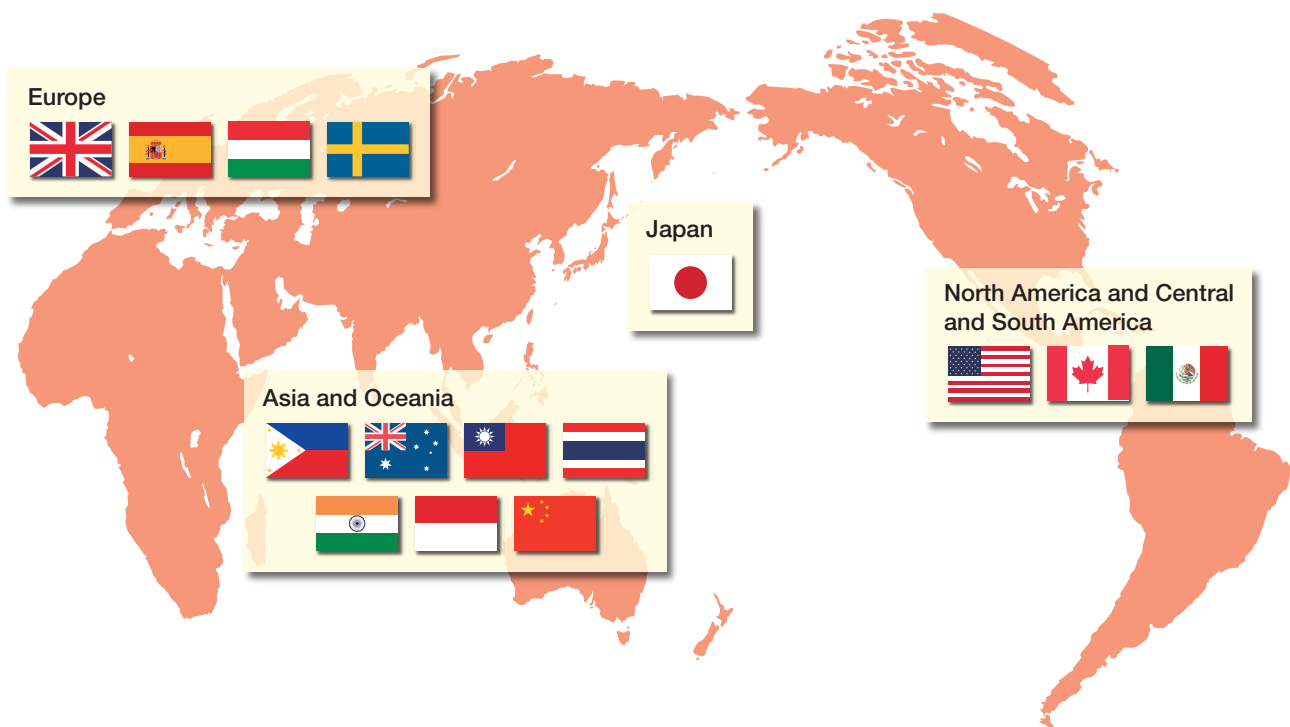 Europe
Japan
North America and Central
and South America
Asia and Oceania